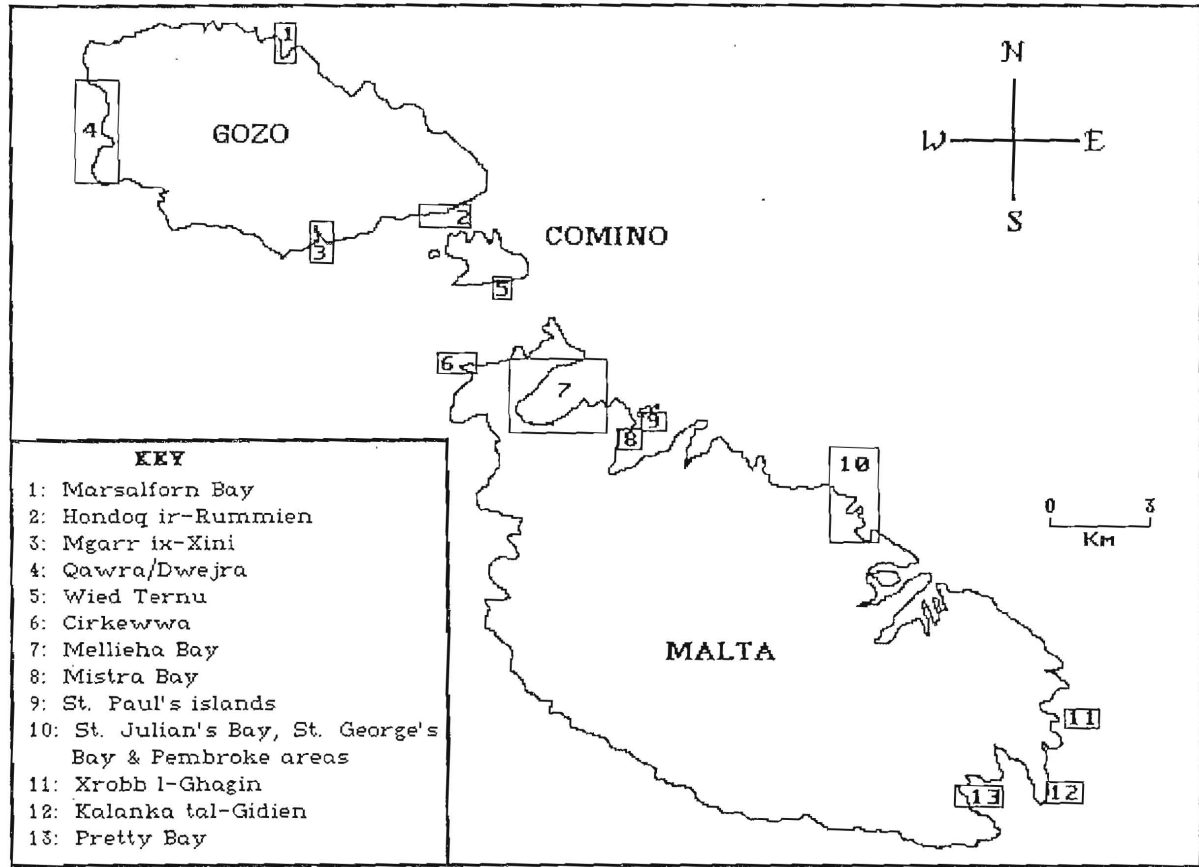 1
N
4
GOZO
W
E
S
2
COMINO
3
5
6
7
9
8
10
0 3
Km
MALTA
11
13
12
KEY
1: Marsalforn Bay
2: Hondoq ir-Rummien
3: Mgarr ix-Xini
4: Qawra/Dwejra
5: Wied Ternu
6: Cirkewwa
7: Mellieha Bay
8: Mistra Bay
9: St. Paul's islands
10: St. Julian's Bay, St. George's
Bay & Pembroke areas
11: Xrobb l-Ghagin
12: Kalanka tal-Gidien
13: Pretty Bay